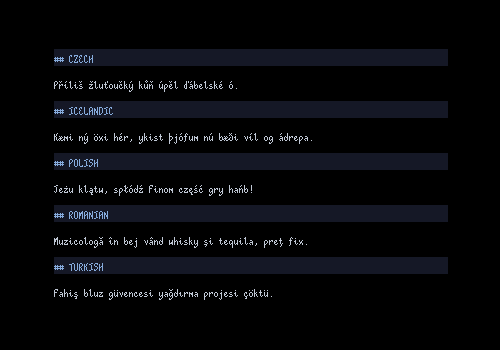 ## CZECH
Příliš žluťoučký kůň úpěl ďábelské ó.
## ICELANDIC
Kæmi ný öxi hér, ykist þjófum nú bæði víl og ádrepa.
## POLISH
Jeżu klątw, spłódź finom część gry hańb!
## ROMANIAN
Muzicologă în bej vând whisky și tequila, preț fix.
## TURKISH
Fahiş bluz güvencesi yağdırma projesi çöktü.